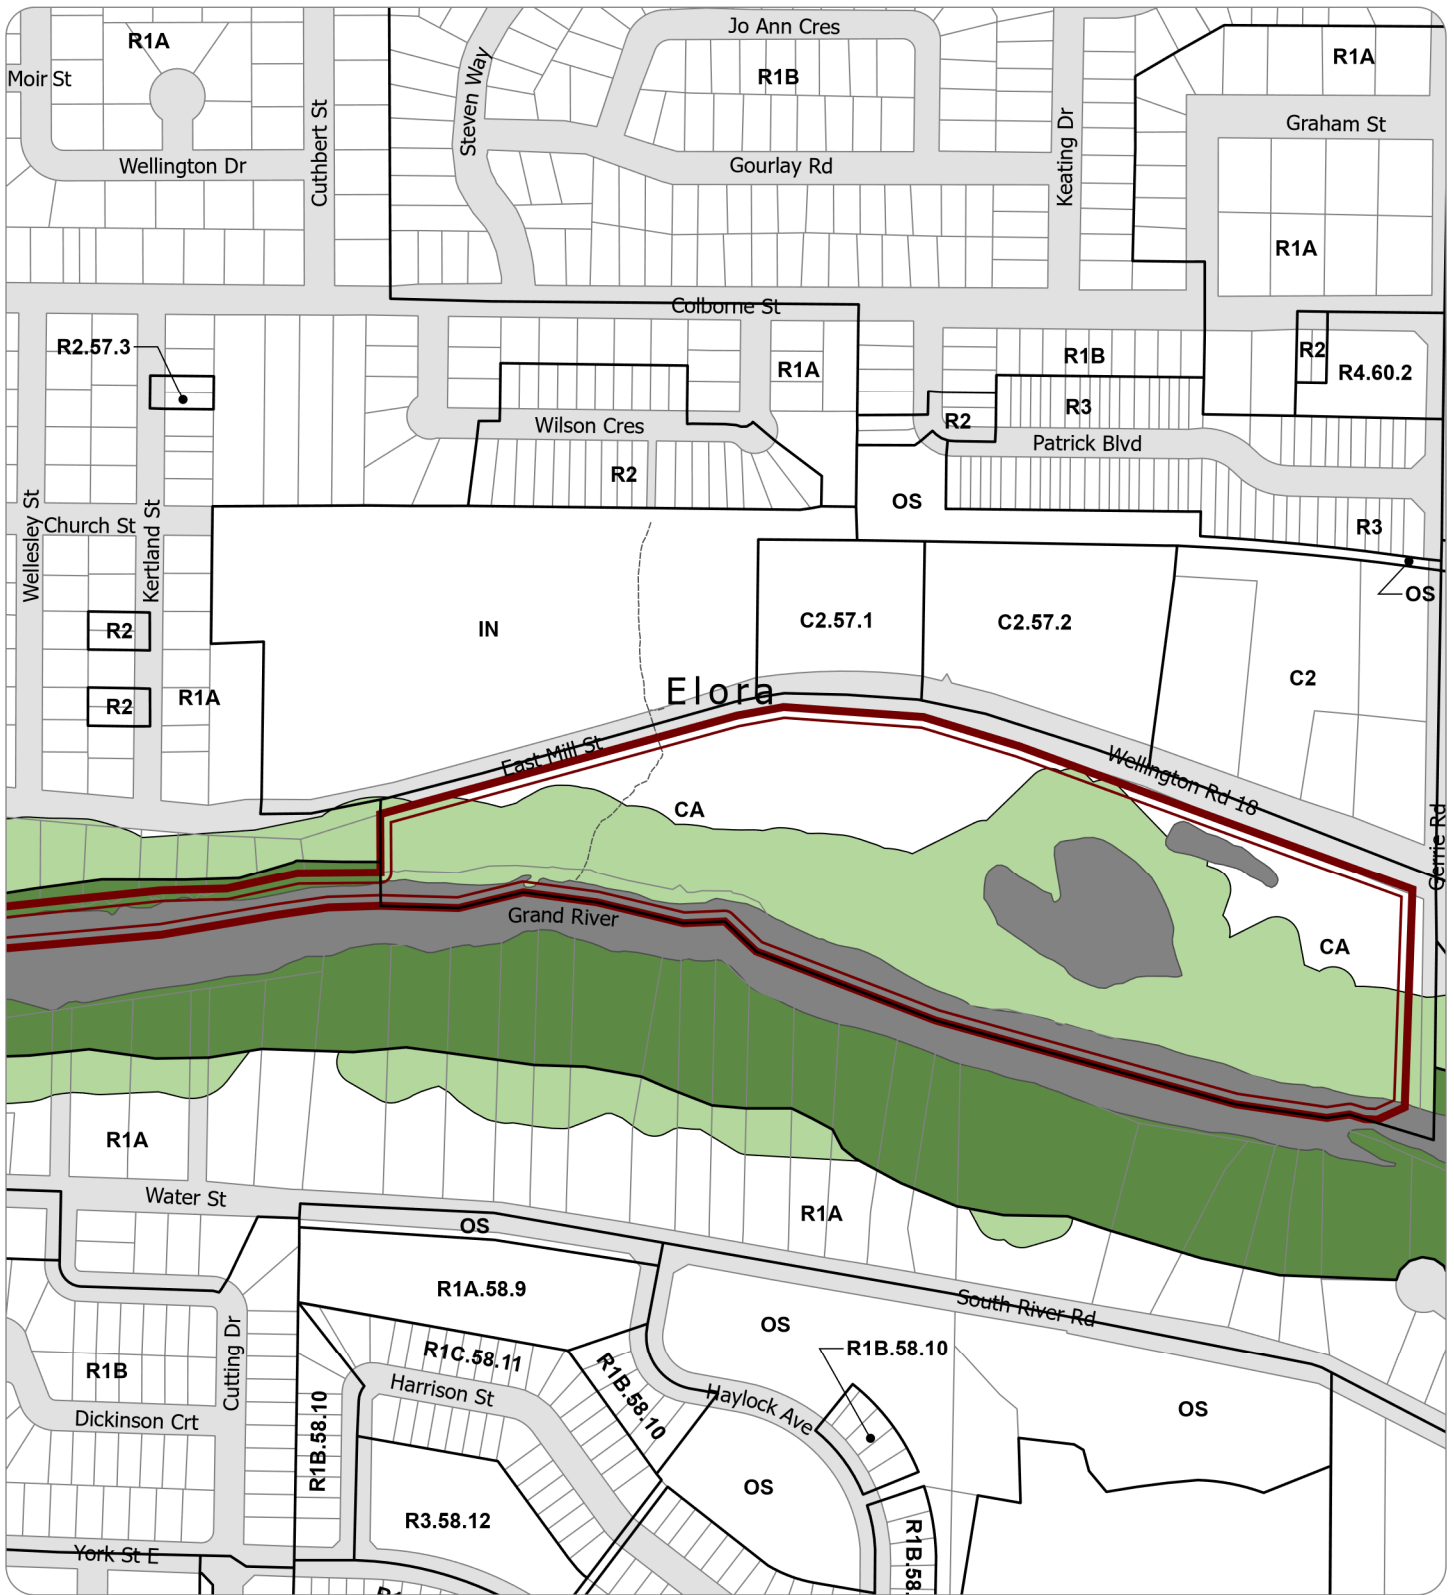 Jo Ann Cres
R1A
Steven Way
R1B
R1A
Moir St
Cuthbert St
Keating Dr
Graham St
Wellington Dr
Gourlay Rd
R1A
Colborne St
R2.57.3
R1A
R1B
R2
R4.60.2
R3
R2
Wilson Cres
Patrick Blvd
R2
OS
Wellesley St
Church St
Kertland St
R3
OS
R2
IN
C2.57.1
C2.57.2
C2
R2
R1A
Elora
East Mill St
Wellington Rd 18
CA
Gerrie Rd
Grand River
CA
R1A
Water St
R1A
OS
R1A.58.9
South River Rd
OS
R1B.58.10
R1C.58.11
R1B
R1B.58.10
Cutting Dr
Harrison St
Haylock Ave
Dickinson Crt
R1B.58.10
OS
OS
R3.58.12
R1B.58.
York St E